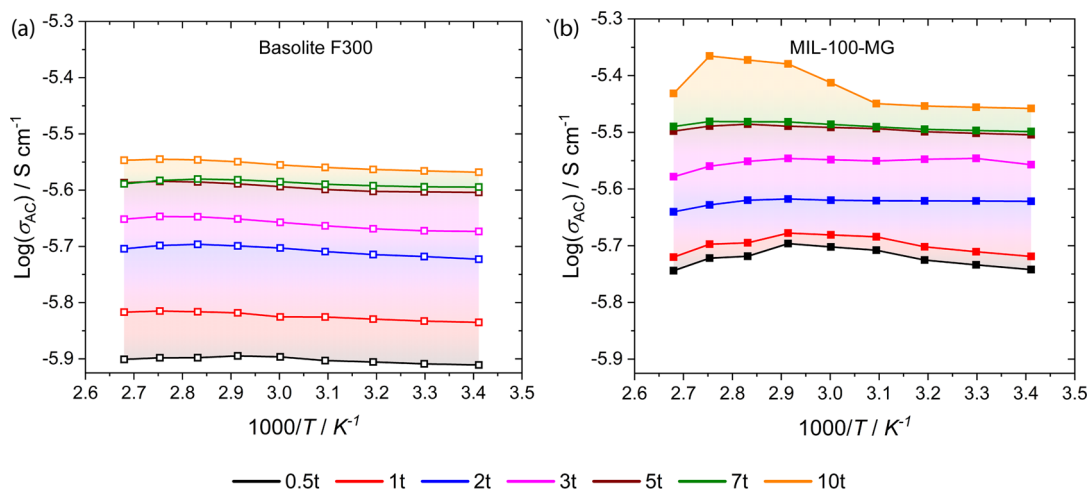 (a)
Basolite F300
Log(σAC) / S cm-1
-5.3
-5.4
-5.5
-5.6
-5.7
-5.8
-5.9
2.6 2.7 2.8 2.9 3.0 3.1 3.2 3.3 3.4 3.5
1000/T / K-1
`(b)
MIL-100-MG
Log(σAC) / S cm-1
-5.3
-5.4
-5.5
-5.6
-5.7
-5.8
-5.9
2.6 2.7 2.8 2.9 3.0 3.1 3.2 3.3 3.4 3.5
1000/T / K-1
0.5t 1t 2t 3t 5t 7t 10t